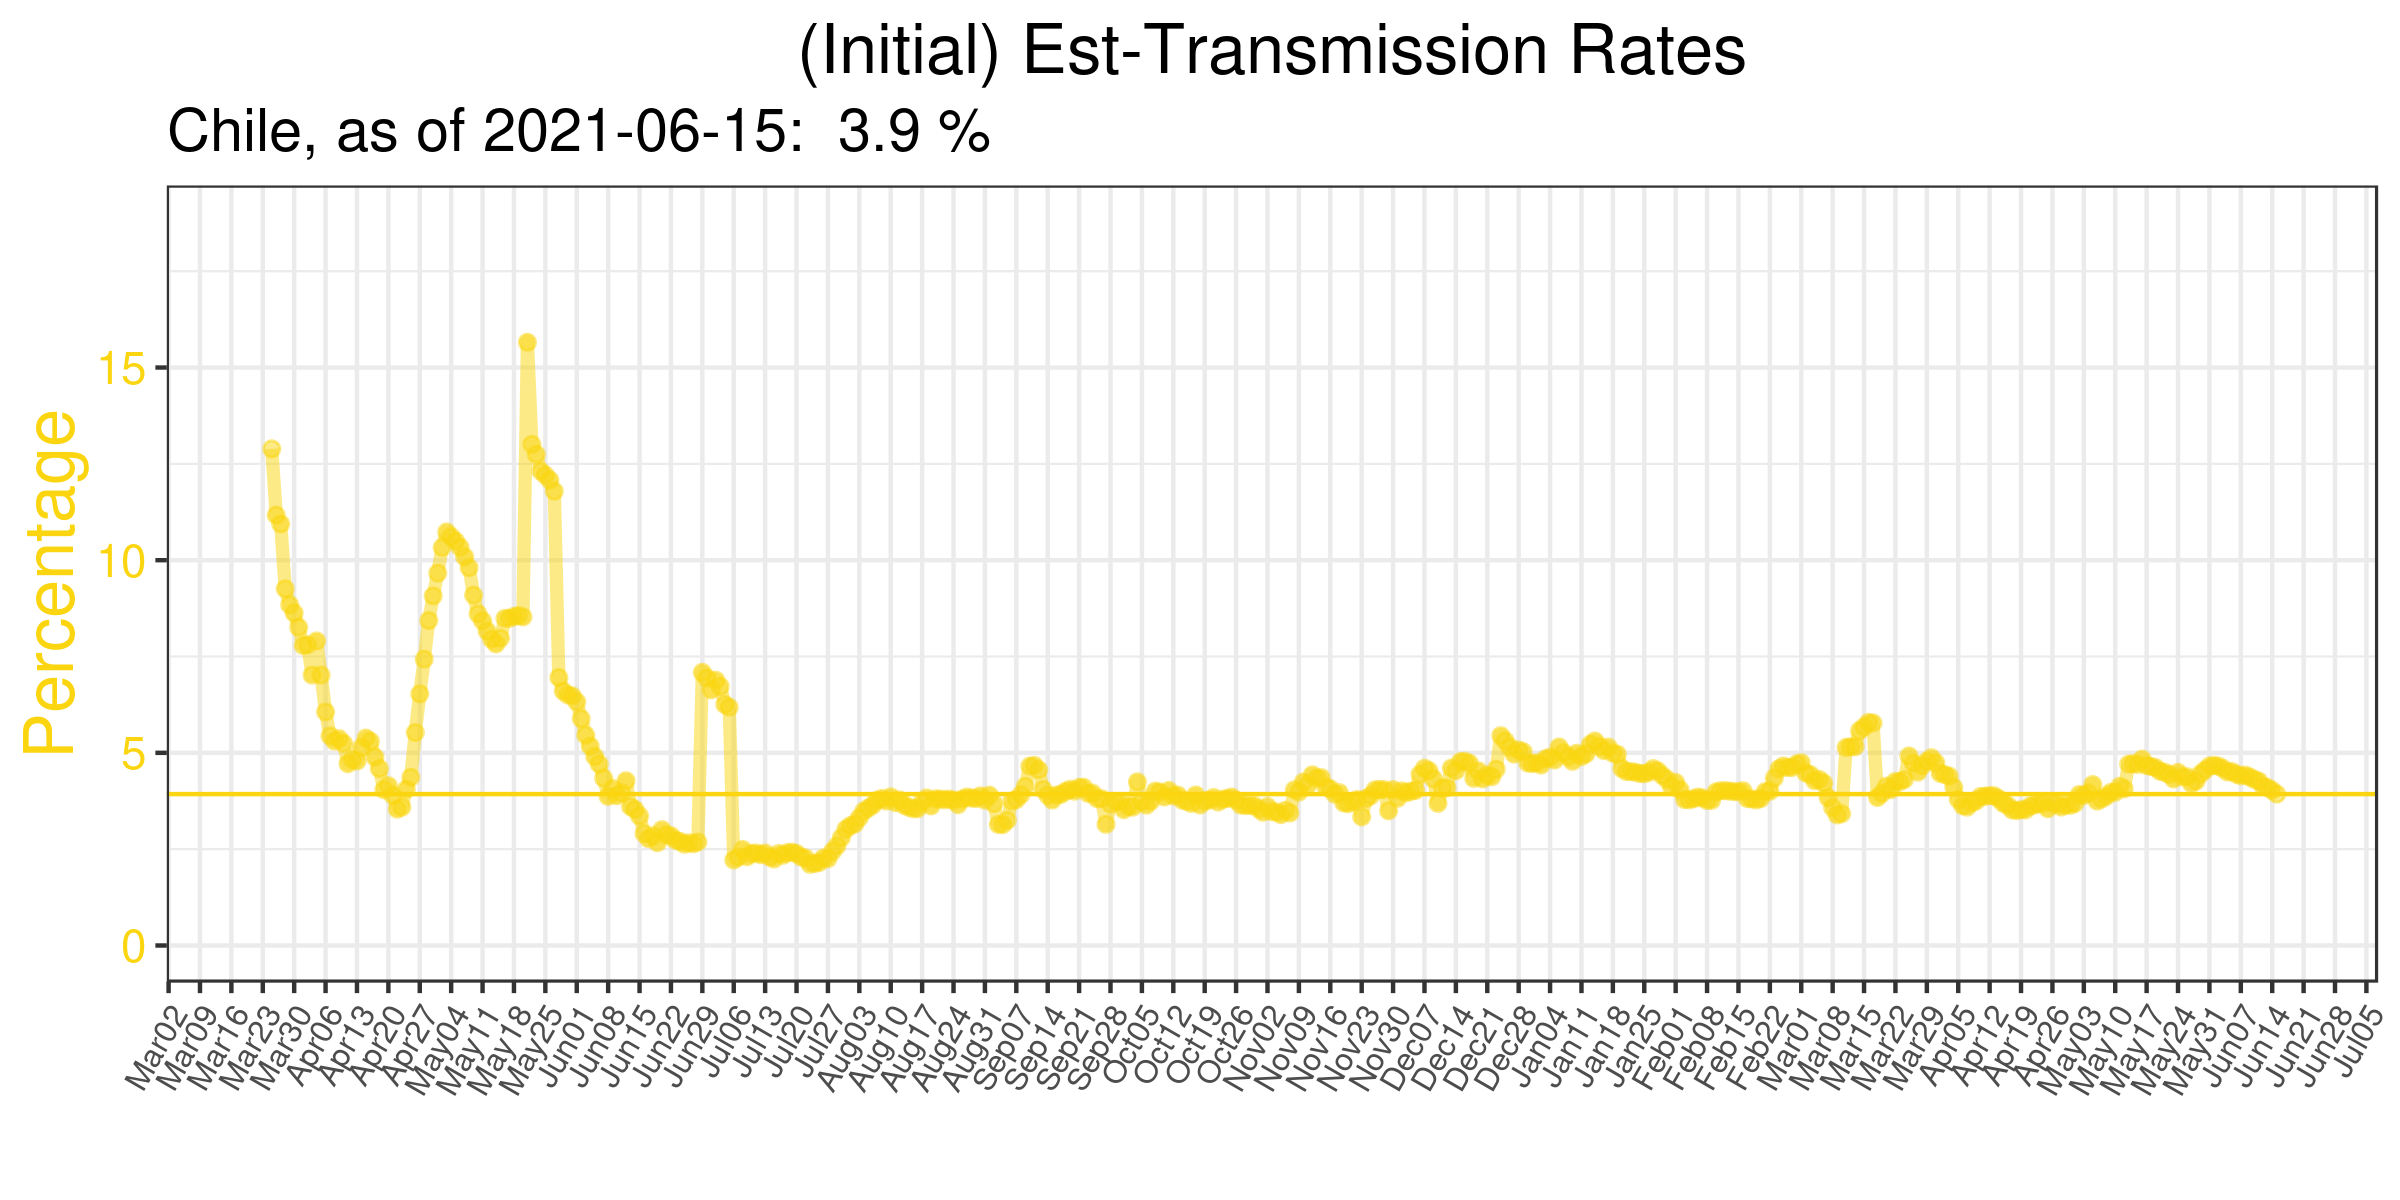 (Initial) Est-Transmission Rates
Chile, as of 2021-06-15: 3.9 %
Percentage
15
10
5
0
Mar02
Mar09
Mar16
Mar23
Mar30
Apr06
Apr13
Apr20
Apr27
May04
May11
May18
May25
Jun01
Jun08
Jun15
Jun22
Jun29
Jul06
Jul13
Jul20
Jul27
Aug03
Aug10
Aug17
Aug24
Aug31
Sep07
Sep14
Sep21
Sep28
Oct05
Oct12
Oct19
Oct26
Nov02
Nov09
Nov16
Nov23
Nov30
Dec07
Dec14
Dec21
Dec28
Jan04
Jan11
Jan18
Jan25
Feb01
Feb08
Feb15
Feb22
Mar01
Mar08
Mar15
Mar22
Mar29
Apr05
Apr12
Apr19
Apr26
May03
May10
May17
May24
May31
Jun07
Jun14
Jun21
Jun28
Jul05